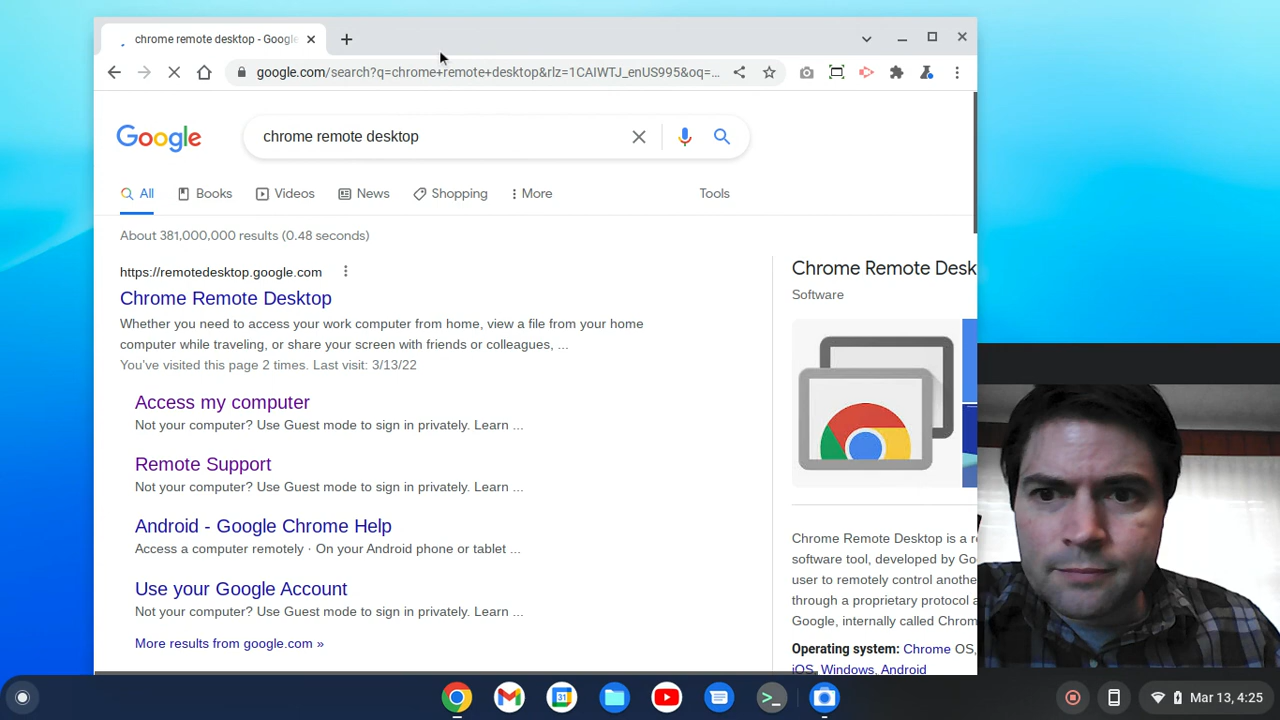 chrome remote desktop - Google
google.com/search?q=chrome+remote+desktop&rlz=1CAIWTJ_enUS995&oq=...
Google
chrome remote desktop
All
Books
Videos
News
Shopping
More
Tools
About 381,000,000 results (0.48 seconds)
https://remotedesktop.google.com
Chrome Remote Desktop
Whether you need to access your work computer from home, view a file from your home
computer while traveling, or share your screen with friends or colleagues, ...
You've visited this page 2 times. Last visit: 3/13/22
Access my computer
Not your computer? Use Guest mode to sign in privately. Learn ...
Remote Support
Not your computer? Use Guest mode to sign in privately. Learn ...
Android - Google Chrome Help
Access a computer remotely · On your Android phone or tablet ...
Use your Google Account
Not your computer? Use Guest mode to sign in privately. Learn ...
More results from google.com »
Chrome Remote Desk
Software
Chrome Remote Desktop is a r
software tool, developed by Go
user to remotely control anothe
through a proprietary protocol
Google, internally called Chrom
Operating system: Chrome OS,
iOS, Windows, Android
31
Mar 13, 4:25